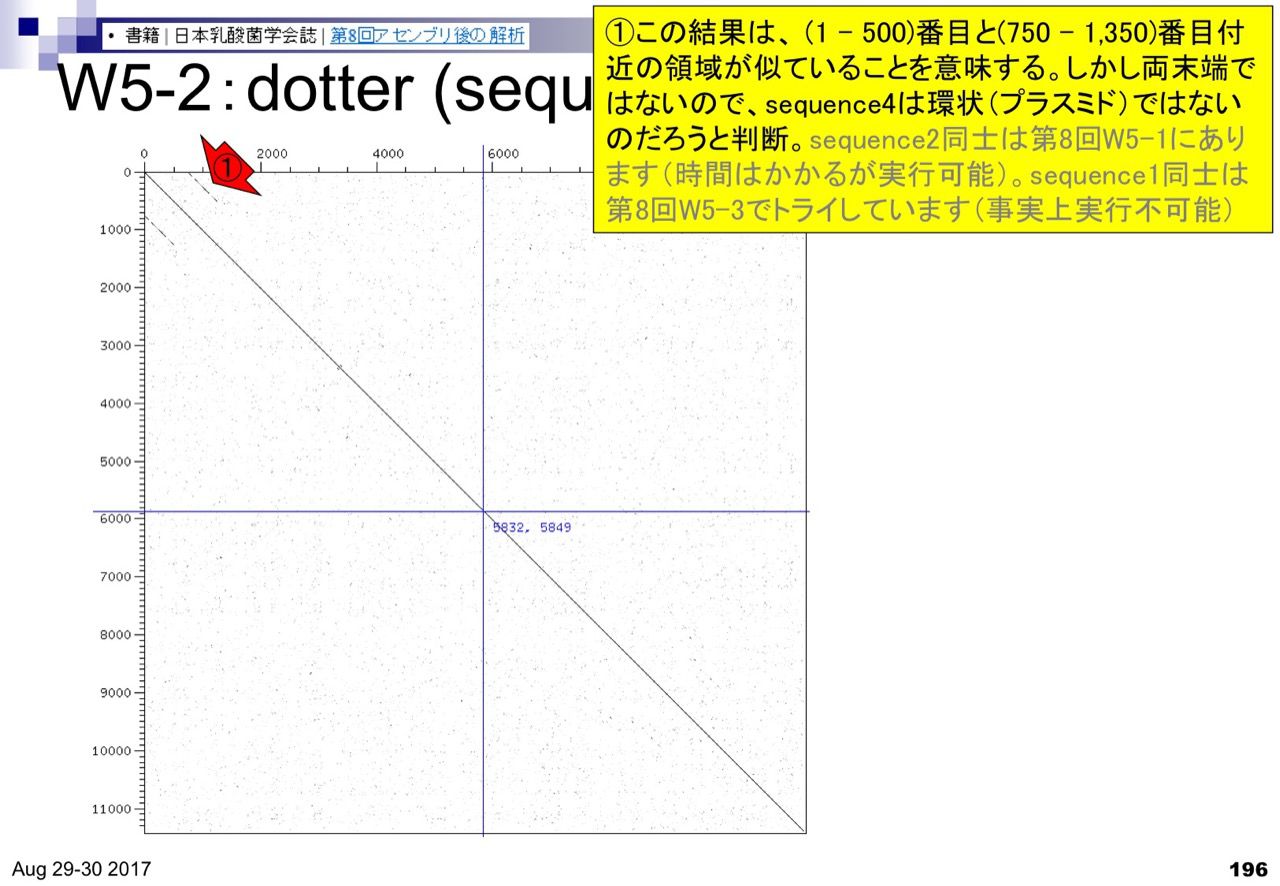 • 書籍 | 日本乳酸菌学会誌 | 第8回アセンブリ後の解析
W5-2：dotter (sequ
①この結果は、(1 – 500)番目と(750 – 1,350)番目付
近の領域が似ていることを意味する。しかし両末端で
はないので、sequence4は環状（プラスミド）ではない
のだろうと判断。sequence2同士は第8回W5-1にあり
ます（時間はかかるが実行可能）。sequence1同士は
第8回W5-3でトライしています（事実上実行不可能）
①
0 2000 4000 6000
0
1000
2000
3000
4000
5000
6000
7000
8000
9000
10000
11000
5832, 5849
Aug 29-30 2017
196